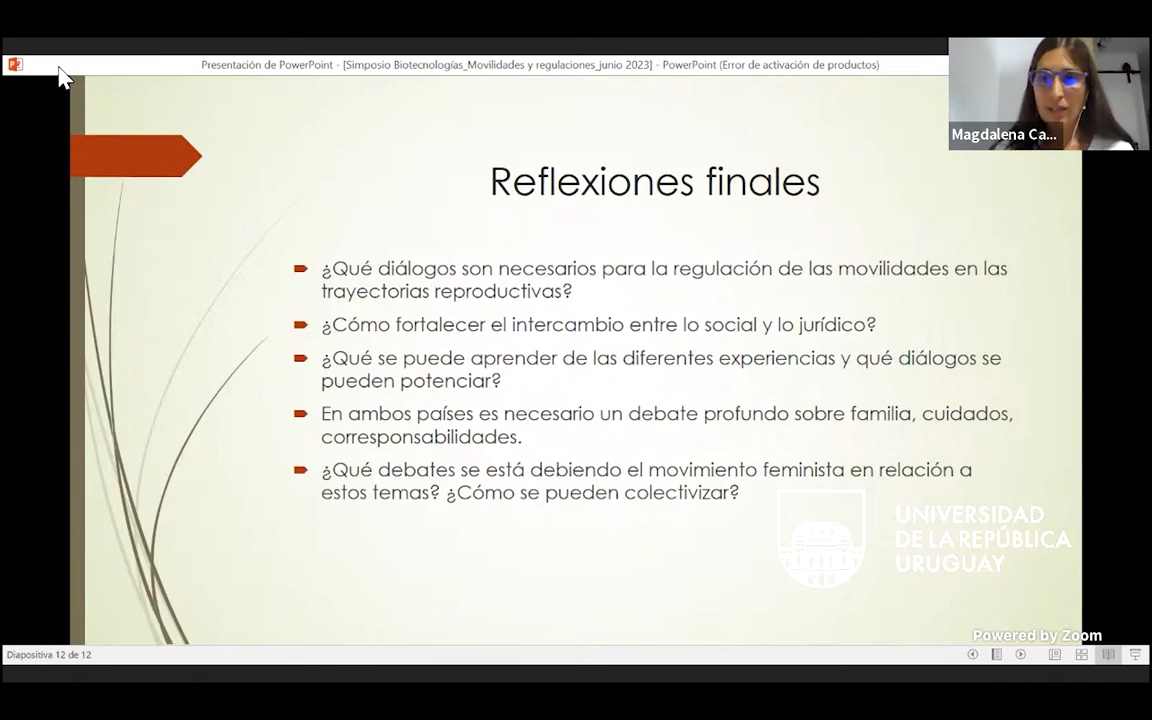 Presentación de PowerPoint - [Simposio Biotecnologías_Movilidades y regulaciones_junio 2023] - PowerPoint (Error de activación de productos)
Magdalena Ca...
Reflexiones finales
¿Qué diálogos son necesarios para la regulación de las movilidades en las
trayectorias reproductivas?
¿Cómo fortalecer el intercambio entre lo social y lo jurídico?
¿Qué se puede aprender de las diferentes experiencias y qué diálogos se
pueden potenciar?
En ambos países es necesario un debate profundo sobre familia, cuidados,
corresponsabilidades.
¿Qué debates se está debiendo el movimiento feminista en relación a
estos temas? ¿Cómo se pueden colectivizar?
UNIVERSIDAD
DE LA REPÚBLICA
URUGUAY
Powered by Zoom
Diapositiva 12 de 12